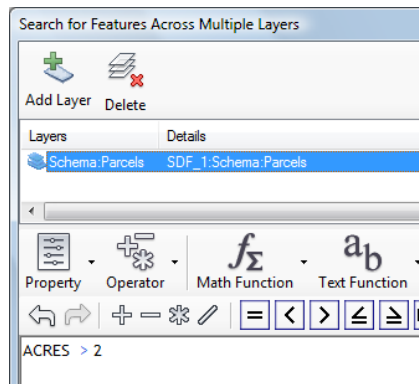 Search for Features Across Multiple Layers
Add Layer Delete
Layers Details
Schema:Parcels SDF_1:Schema:Parcels
Property Operator Math Function Text Function
= < > ≤ ≥
ACRES > 2